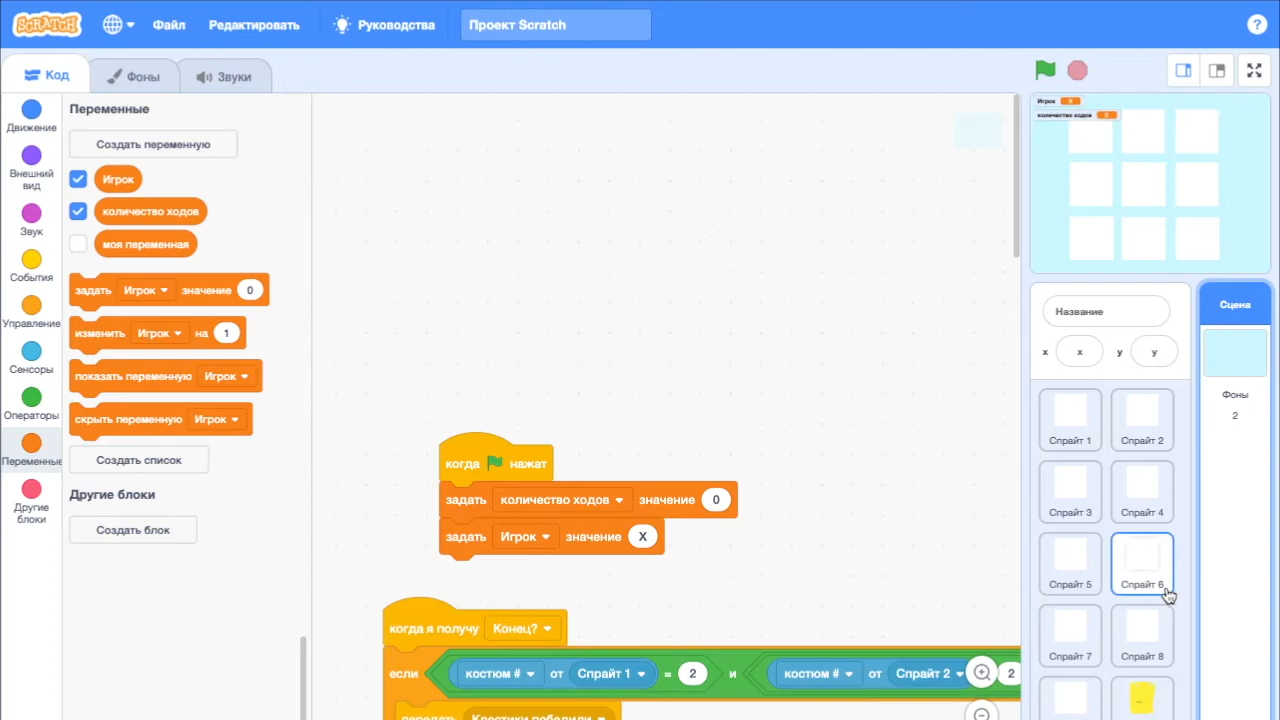 SCRATCH
Файл
Редактировать
Руководства
Проект Scratch
?
Код
Фоны
Звуки
Движение
Внешний вид
Звук
События
Управление
Сенсоры
Операторы
Переменные
Другие блоки
Переменные
Создать переменную
Игрок
количество ходов
моя переменная
задать Игрок значение 0
изменить Игрок на 1
показать переменную Игрок
скрыть переменную Игрок
Создать список
Другие блоки
Создать блок
когда нажат
задать количество ходов значение 0
задать Игрок значение X
когда я получу Конец?
если костюм # от Спрайт 1 = 2 и костюм # от Спрайт 2 2
передать Крестики победили
Игрок X
количество ходов 0
Название
x x y y
Спрайт 1
Спрайт 2
Спрайт 3
Спрайт 4
Спрайт 5
Спрайт 6
Спрайт 7
Спрайт 8
Сцена
Фоны
2